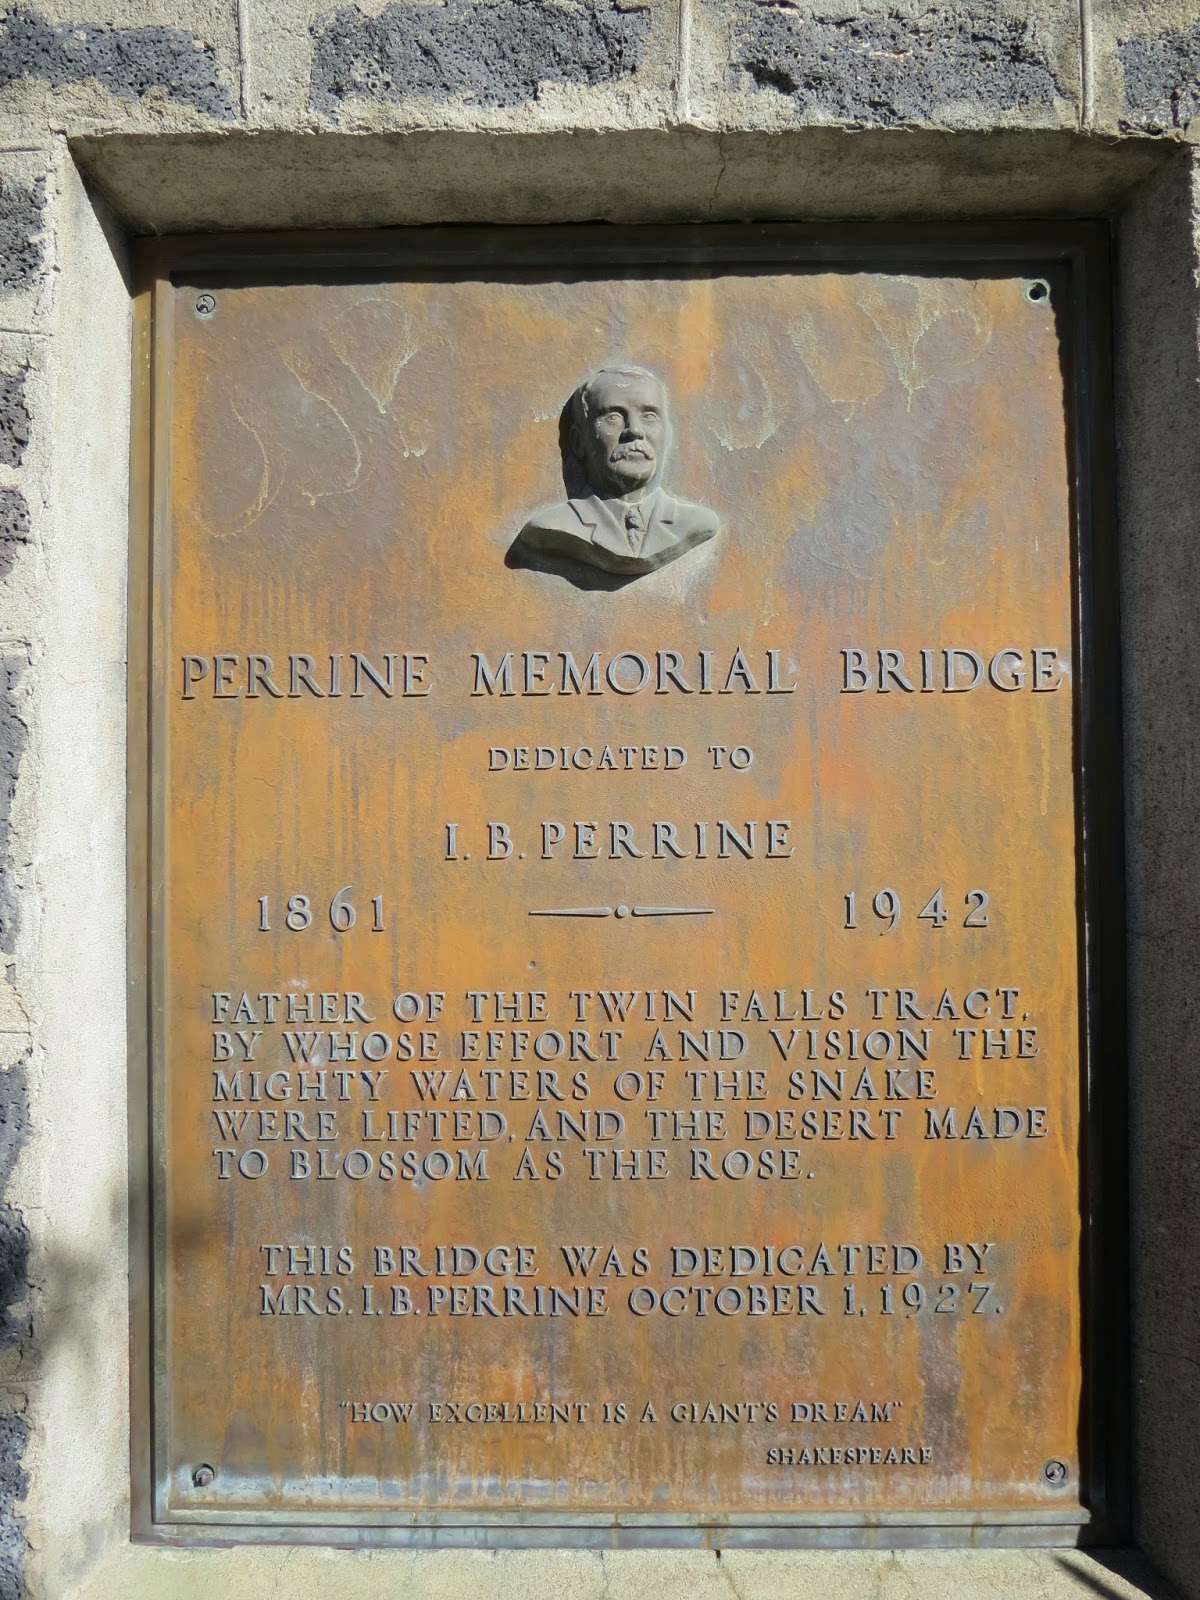 PERRINE MEMORIAL BRIDGE
DEDICATED TO
I. B. PERRINE
1861 1942
FATHER OF THE TWIN FALLS TRACT,
BY WHOSE EFFORT AND VISION THE
MIGHTY WATERS OF THE SNAKE
WERE LIFTED, AND THE DESERT MADE
TO BLOSSOM AS THE ROSE.
THIS BRIDGE WAS DEDICATED BY
MRS. I. B. PERRINE OCTOBER 1, 1927.
"HOW EXCELLENT IS A GIANT'S DREAM"
SHAKESPEARE